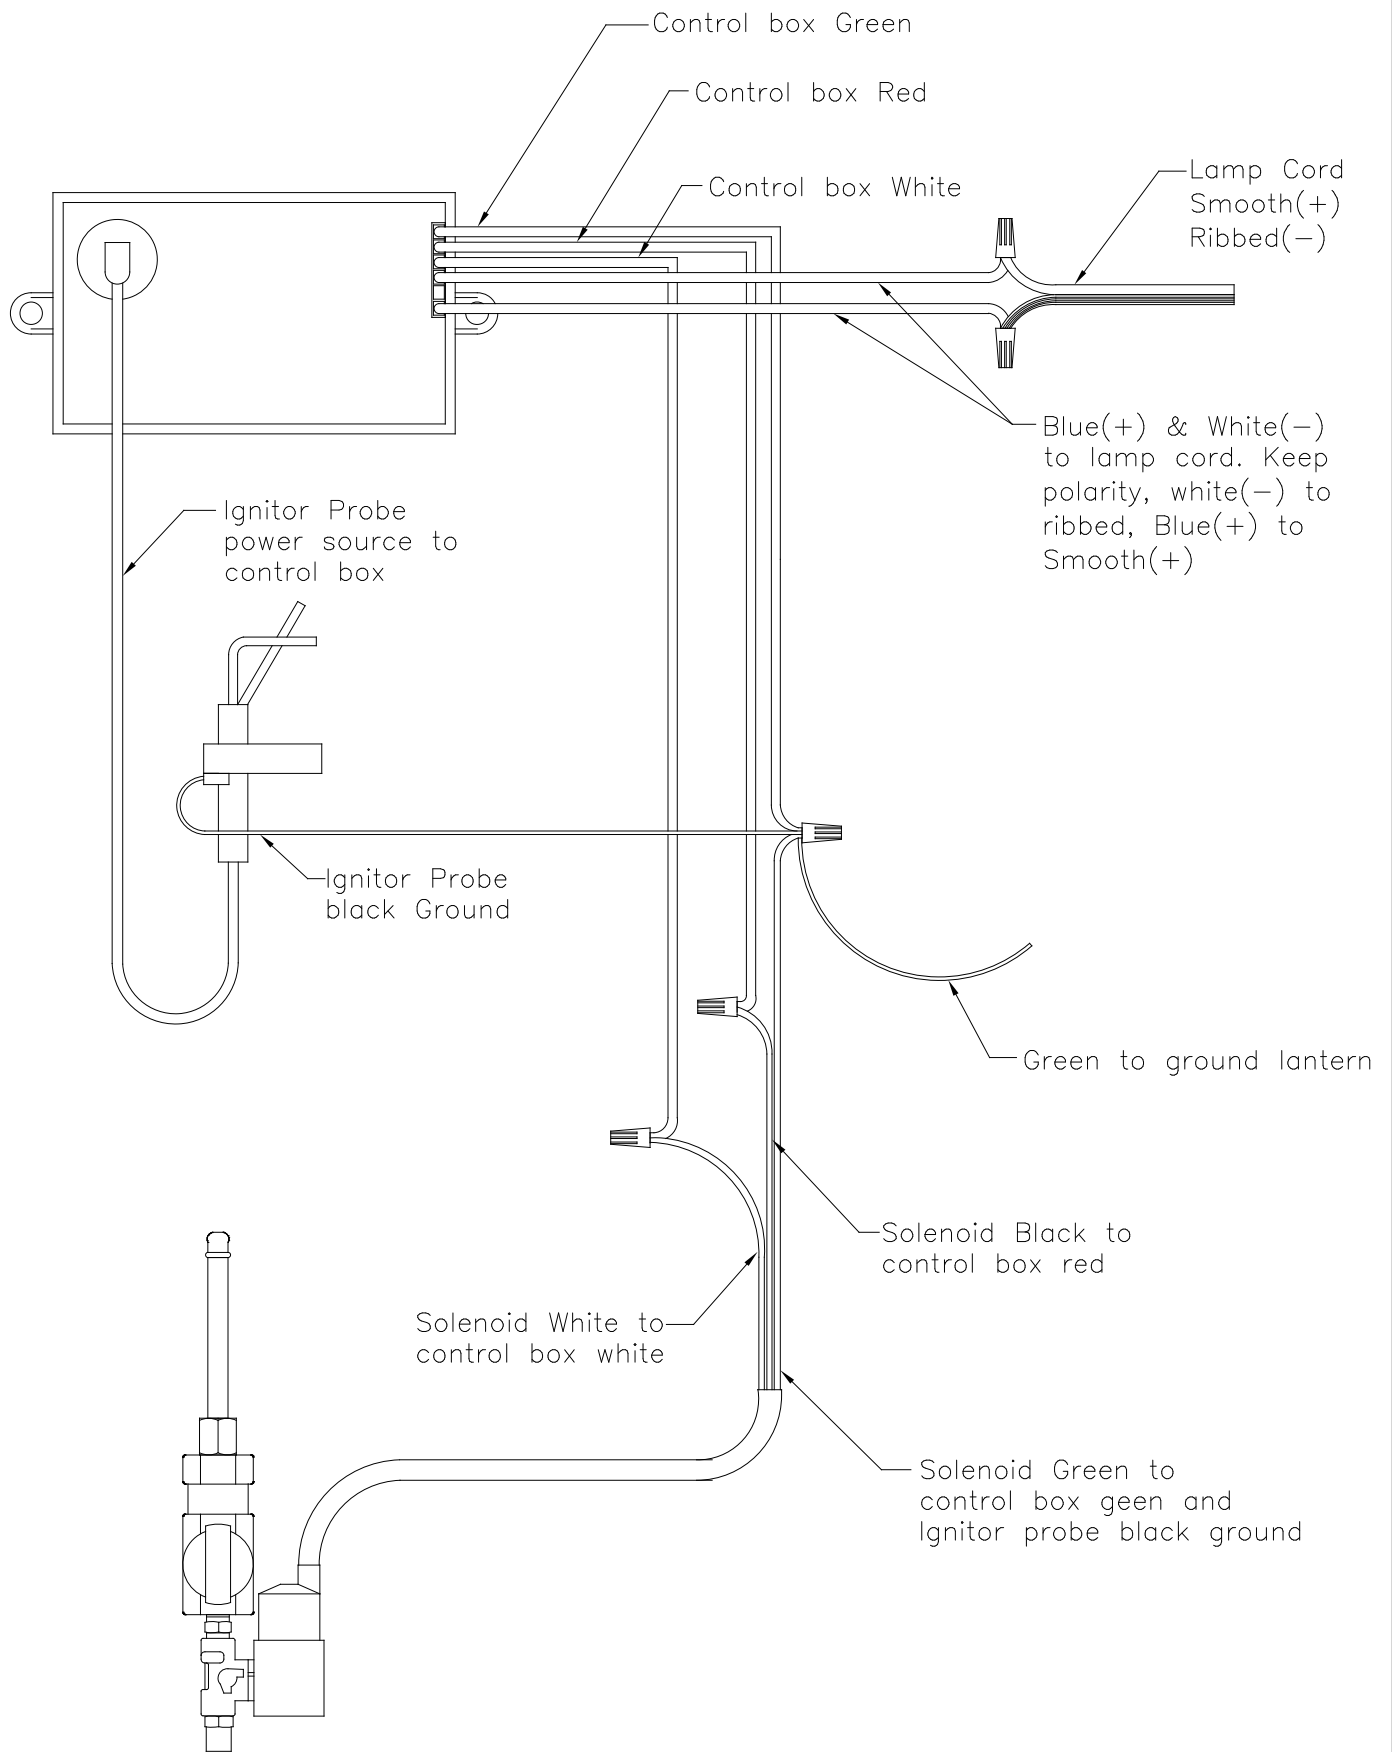 Control box Green
Control box Red
Control box White
Lamp Cord
Smooth(+)
Ribbed(-)
Blue(+) & White(-)
to lamp cord. Keep
polarity, white(-) to
ribbed, Blue(+) to
Smooth(+)
Ignitor Probe
power source to
control box
Ignitor Probe
black Ground
Green to ground lantern
Solenoid Black to
control box red
Solenoid White to
control box white
Solenoid Green to
control box geen and
Ignitor probe black ground